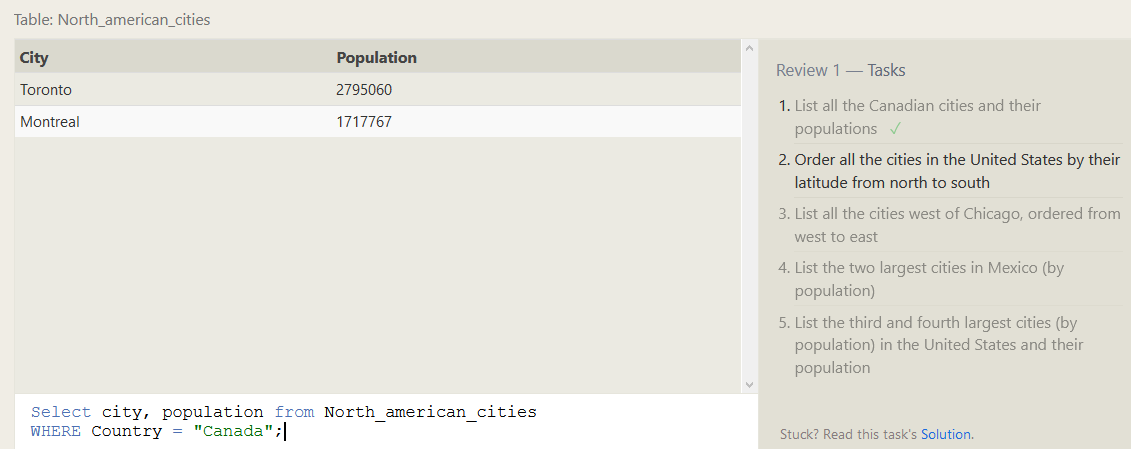 Table: North_american_cities
City Population
Toronto 2795060
Montreal 1717767
Select city, population from North_american_cities
WHERE Country = "Canada";
Review 1 — Tasks
1. List all the Canadian cities and their
populations ✓
2. Order all the cities in the United States by their
latitude from north to south
3. List all the cities west of Chicago, ordered from
west to east
4. List the two largest cities in Mexico (by
population)
5. List the third and fourth largest cities (by
population) in the United States and their
population
Stuck? Read this task's Solution.